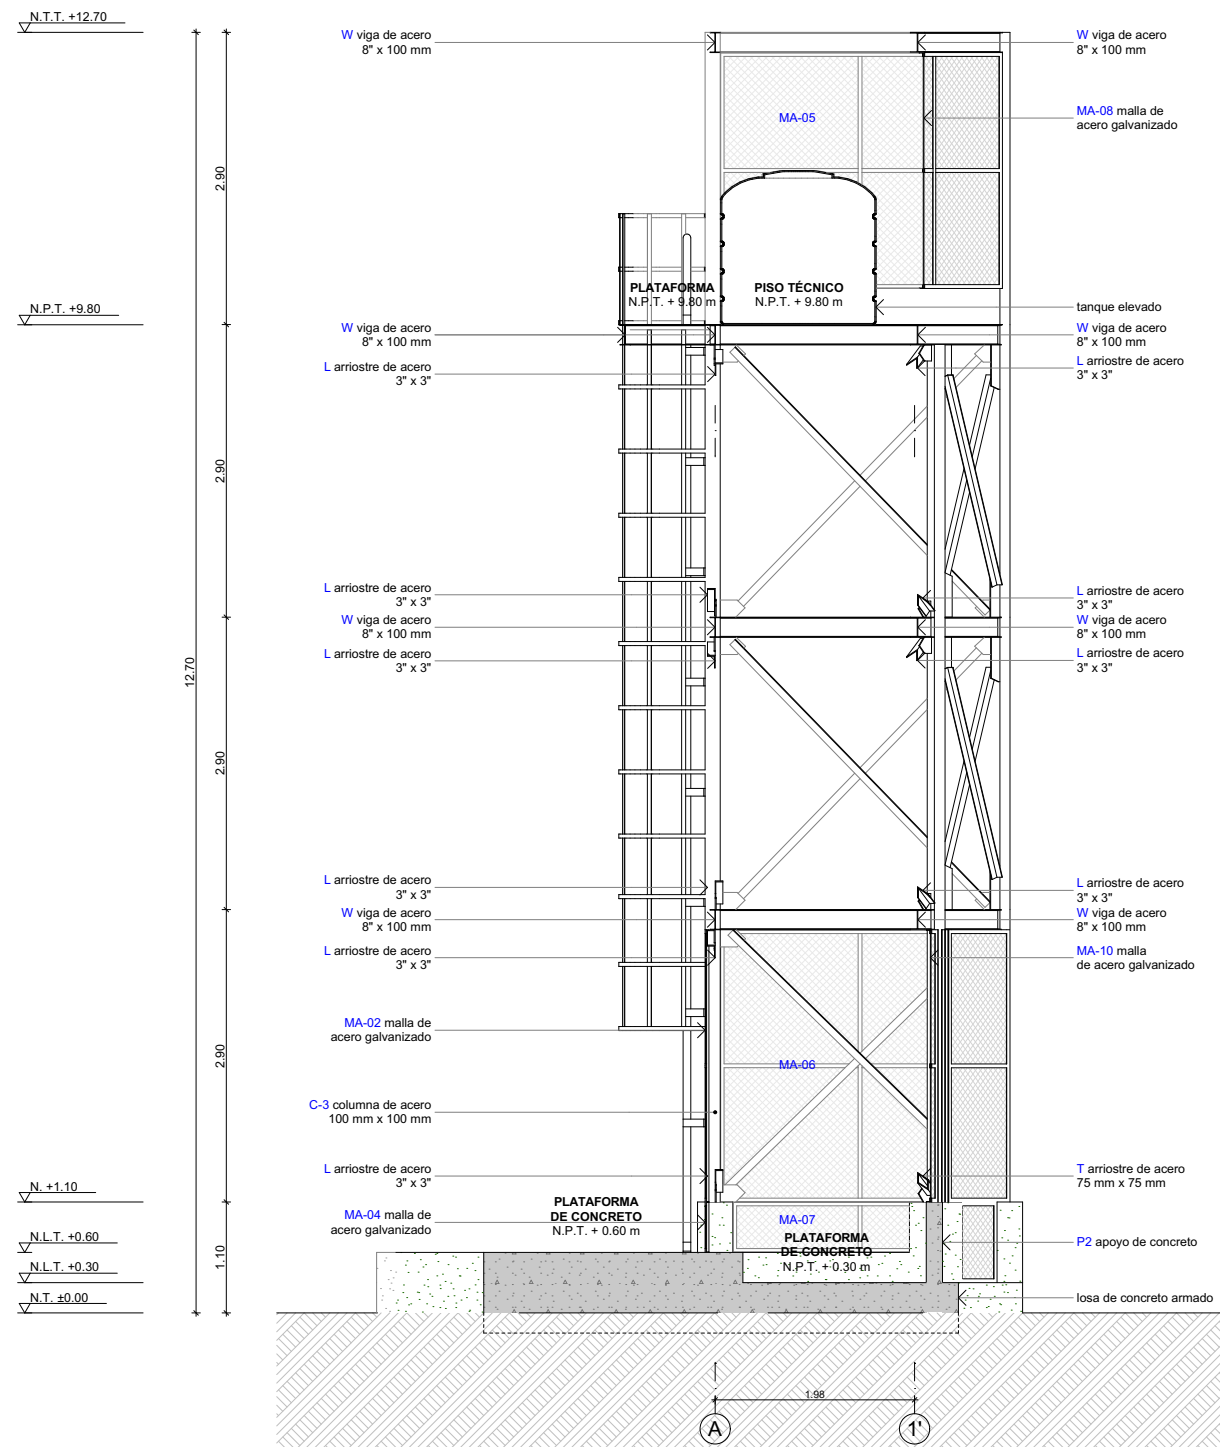 N.T.T. +12.70
W viga de acero
8" x 100 mm
W viga de acero
8" x 100 mm
MA-05
MA-08 malla de
acero galvanizado
2.90
PLATAFORMA
N.P.T. + 9.80 m
PISO TÉCNICO
N.P.T. + 9.80 m
N.P.T. +9.80
tanque elevado
W viga de acero
8" x 100 mm
W viga de acero
8" x 100 mm
L arriostre de acero
3" x 3"
L arriostre de acero
3" x 3"
2.90
L arriostre de acero
3" x 3"
L arriostre de acero
3" x 3"
W viga de acero
8" x 100 mm
W viga de acero
8" x 100 mm
L arriostre de acero
3" x 3"
L arriostre de acero
3" x 3"
12.70
2.90
L arriostre de acero
3" x 3"
L arriostre de acero
3" x 3"
W viga de acero
8" x 100 mm
W viga de acero
8" x 100 mm
L arriostre de acero
3" x 3"
MA-10 malla
de acero galvanizado
MA-02 malla de
acero galvanizado
2.90
MA-06
C-3 columna de acero
100 mm x 100 mm
L arriostre de acero
3" x 3"
T arriostre de acero
75 mm x 75 mm
N. +1.10
PLATAFORMA
DE CONCRETO
N.P.T. + 0.60 m
MA-04 malla de
acero galvanizado
MA-07
PLATAFORMA
DE CONCRETO
N.P.T. + 0.30 m
P2 apoyo de concreto
N.L.T. +0.60
1.10
N.L.T. +0.30
N.T. ±0.00
losa de concreto armado
1.98
A
1'